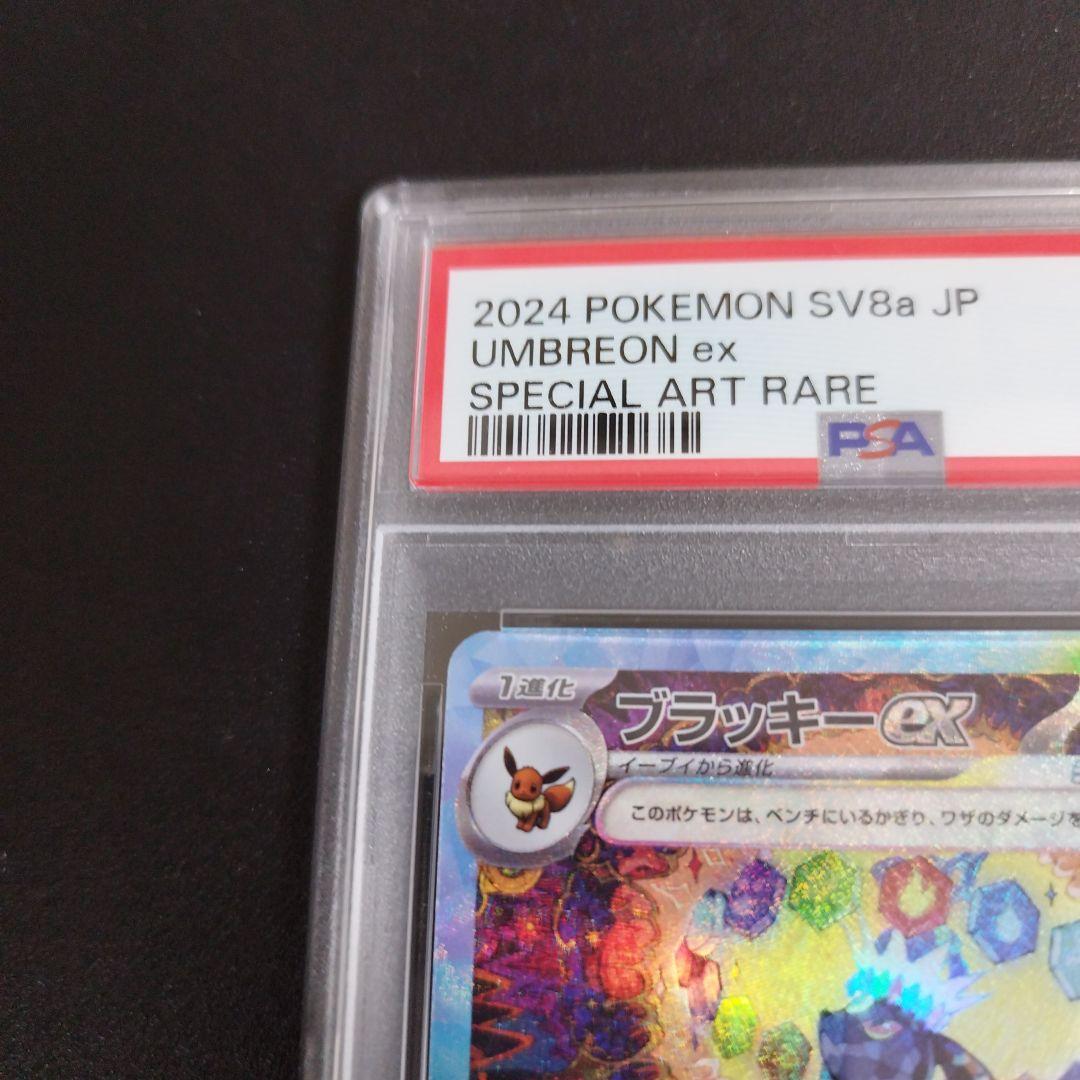 2024 POKEMON SV8a JP
UMBREON ex
SPECIAL ART RARE
PSA
1進化
ブラッキーex
イーブイから進化
このポケモンは、ベンチにいるかぎり、ワザのダメージを